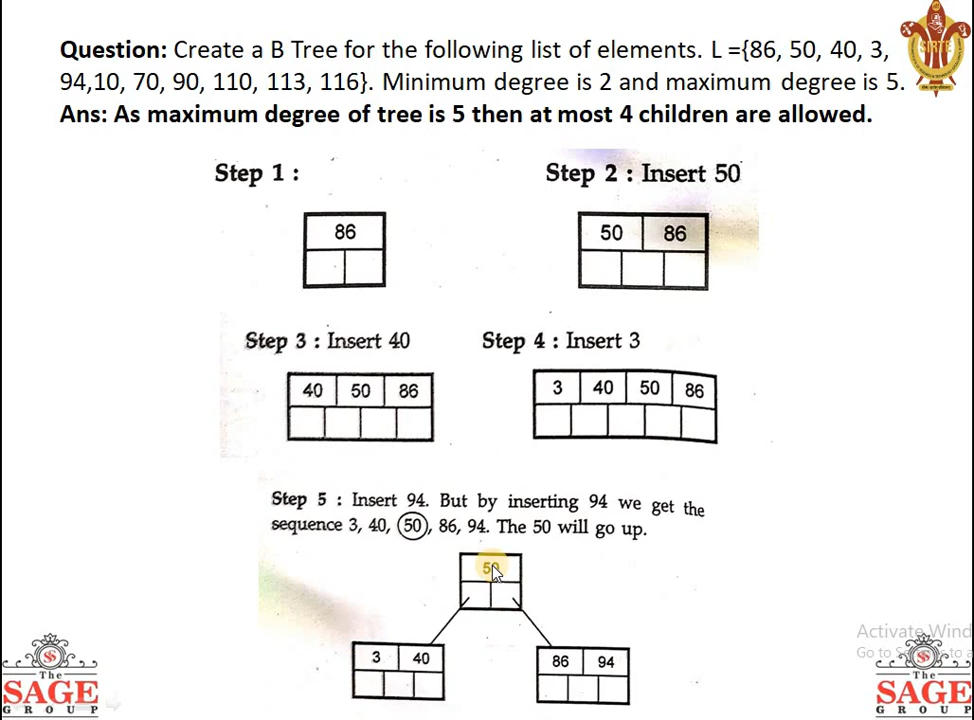 Question: Create a B Tree for the following list of elements. L ={86, 50, 40, 3,
94,10, 70, 90, 110, 113, 116}. Minimum degree is 2 and maximum degree is 5.
Ans: As maximum degree of tree is 5 then at most 4 children are allowed.
SIRTE
Step 1 :
Step 2 : Insert 50
86
50 86
Step 3 : Insert 40
Step 4 : Insert 3
40 50 86
3 40 50 86
Step 5 : Insert 94. But by inserting 94 we get the
sequence 3, 40, 50, 86, 94. The 50 will go up.
50
3 40
86 94
Activate Wind
Go to
to a
The
SAGE
GROUP
The
SAGE
GROUP